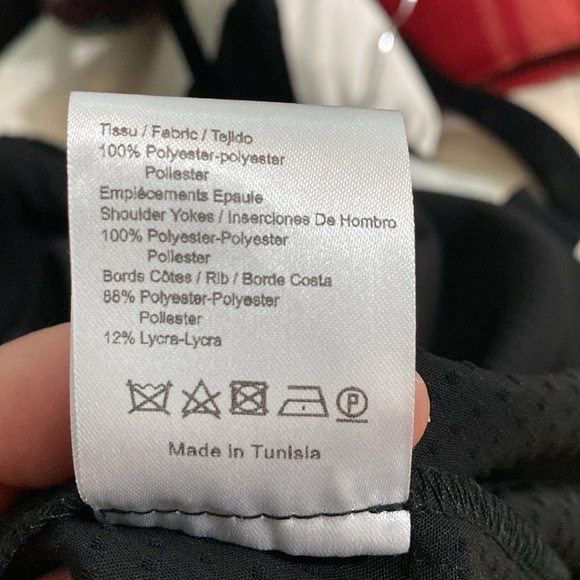 Tissu / Fabric / Tejido
100% Polyester-polyester
Poliester
Emplécements Epaule
Shoulder Yokes / Inserciones De Hombro
100% Polyester-Polyester
Poliester
Bords Côtes / Rib / Borde Costa
88% Polyester-Polyester
Poliester
12% Lycra-Lycra
P
Made in Tunisia